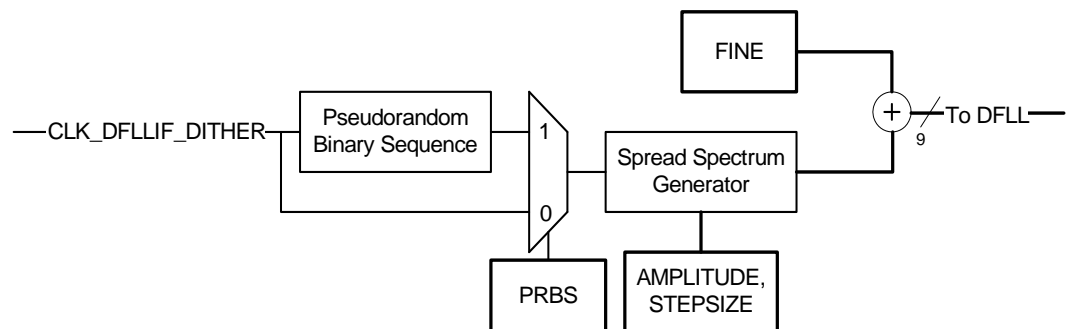 FINE
CLK_DFLLIF_DITHER
Pseudorandom
Binary Sequence
1
0
Spread Spectrum
Generator
+
9
To DFLL
PRBS
AMPLITUDE,
STEPSIZE